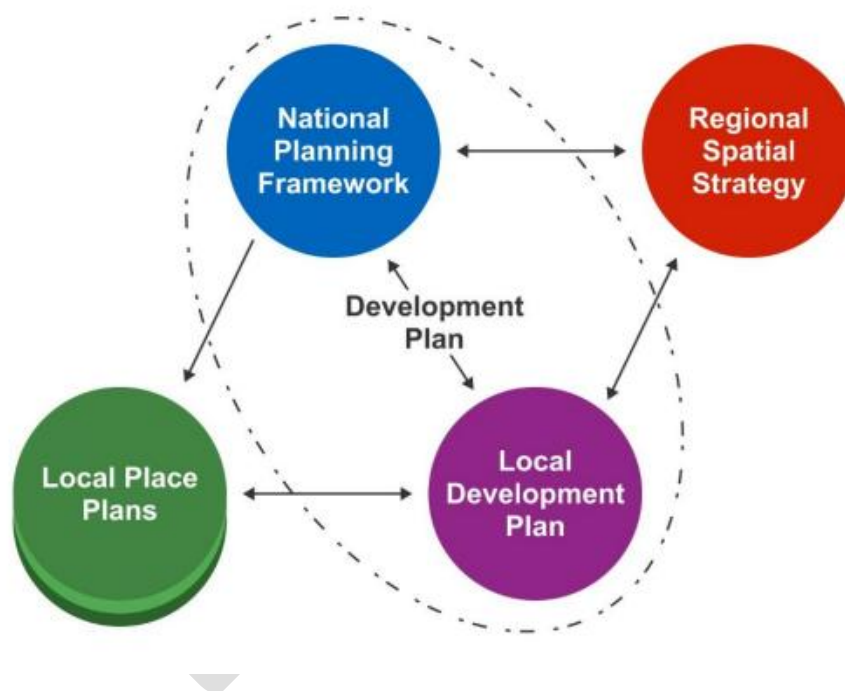 National
Planning
Framework
Regional
Spatial
Strategy
Development
Plan
Local Place
Plans
Local
Development
Plan